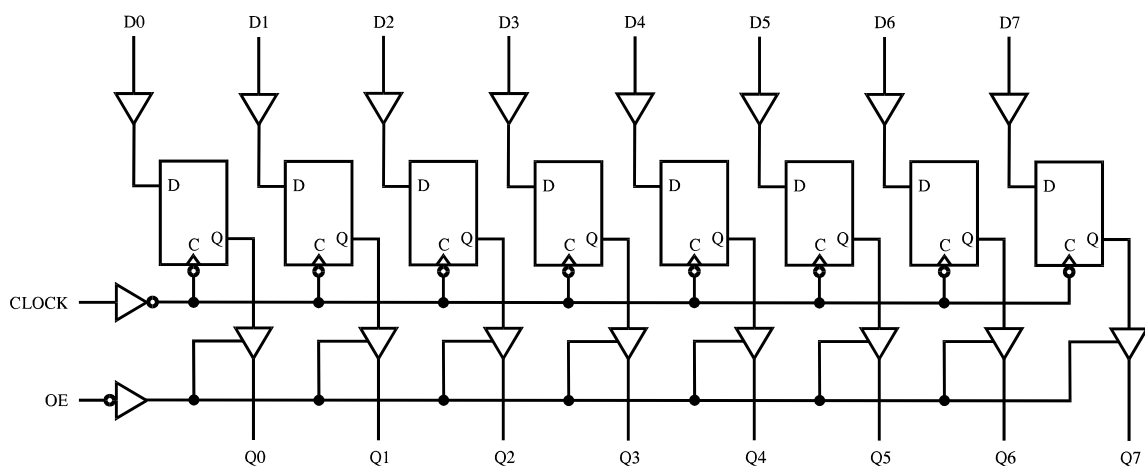 D0 D1 D2 D3 D4 D5 D6 D7
D D D D D D D D
Q Q Q Q Q Q Q Q
C C C C C C C C
CLOCK
OE
Q0 Q1 Q2 Q3 Q4 Q5 Q6 Q7